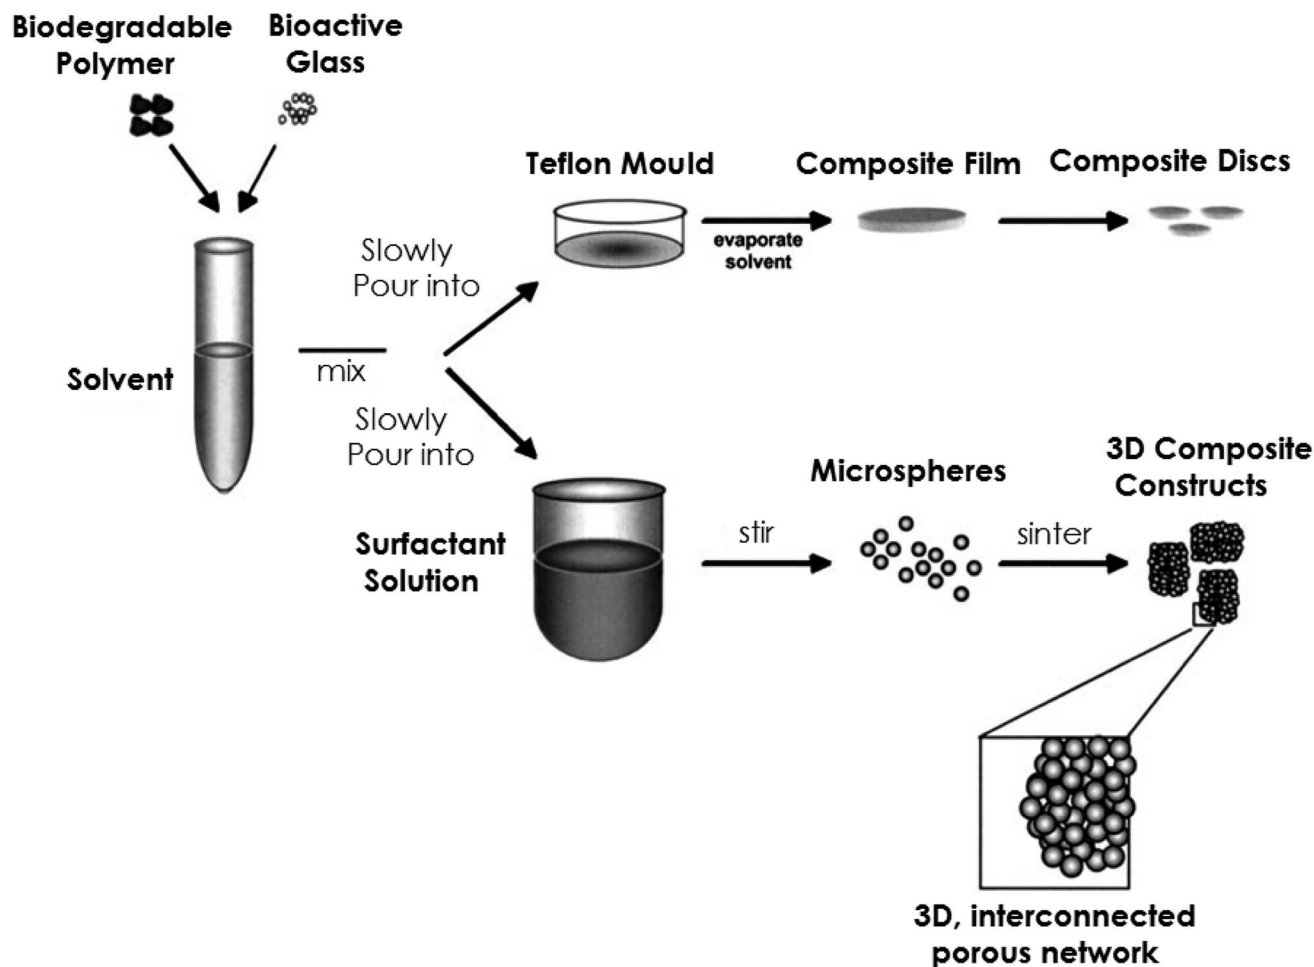 Biodegradable
Polymer
Bioactive
Glass
Solvent
mix
Slowly
Pour into
Teflon Mould
evaporate
solvent
Composite Film
Composite Discs
Slowly
Pour into
Surfactant
Solution
stir
Microspheres
sinter
3D Composite
Constructs
3D, interconnected
porous network